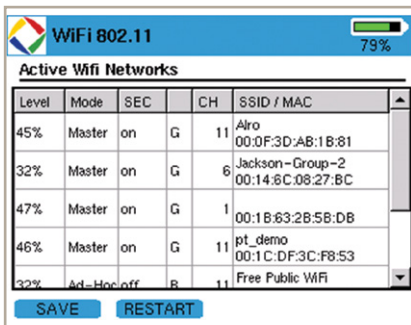 WiFi 802.11
79%
Active Wifi Networks
Level Mode SEC CH SSID / MAC
45% Master on G 11 Alro
00:0F:3D:AB:1B:81
32% Master on G 6 Jackson-Group-2
00:14:6C:08:27:BC
47% Master on G 1
00:1B:63:2B:5B:DB
46% Master on G 11 pt_demo
00:1C:DF:3C:F8:53
32% Ad-Hoc off B 11 Free Public WiFi
SAVE RESTART